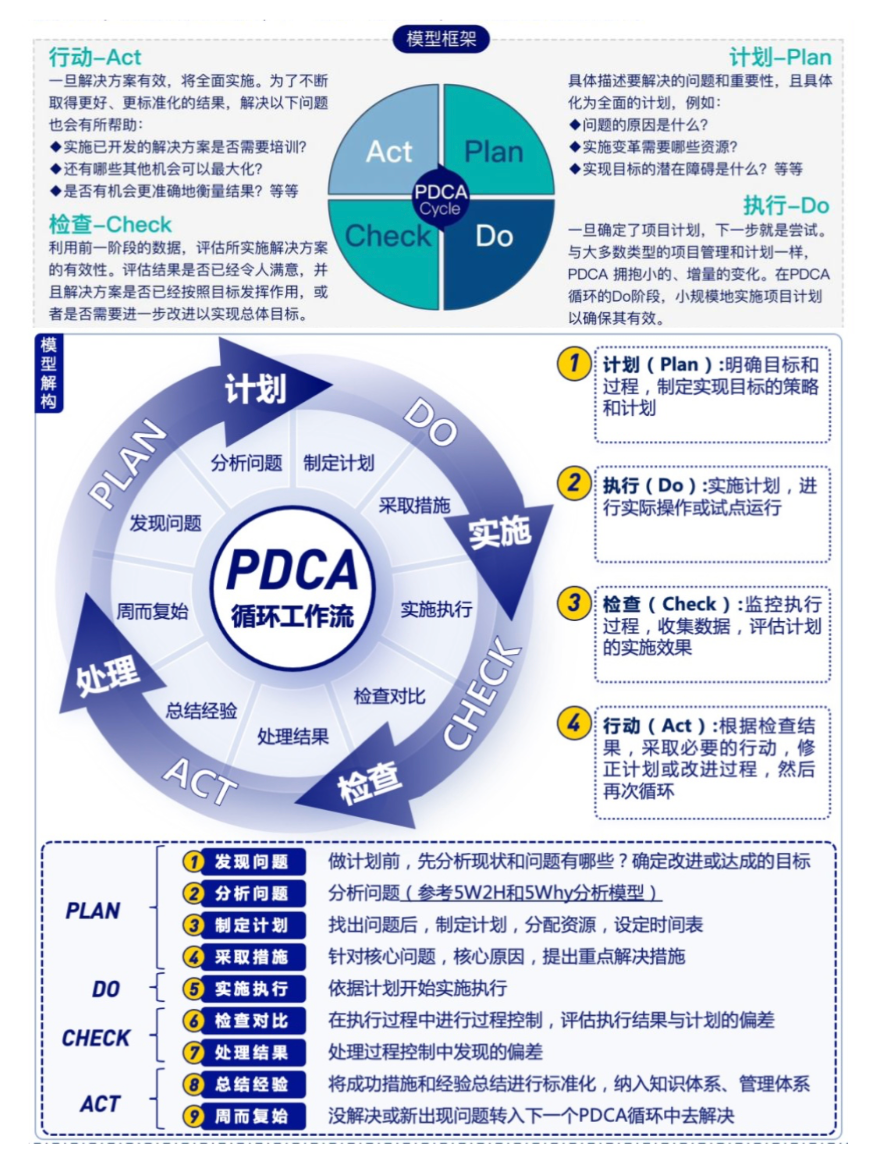 模型框架
行动–Act
一旦解决方案有效，将全面实施。为了不断
取得更好、更标准化的结果，解决以下问题
也会有所帮助：
◆实施已开发的解决方案是否需要培训？
◆还有哪些其他机会可以最大化？
◆是否有机会更准确地衡量结果？等等
检查–Check
利用前一阶段的数据，评估所实施解决方案
的有效性。评估结果是否已经令人满意，并
且解决方案是否已经按照目标发挥作用，或
者是否需要进一步改进以实现总体目标。
Act
Plan
PDCA
Cycle
Check
Do
计划–Plan
具体描述要解决的问题和重要性，且具体
化为全面的计划，例如：
◆问题的原因是什么？
◆实施变革需要哪些资源？
◆实现目标的潜在障碍是什么？等等
执行–Do
一旦确定了项目计划，下一步就是尝试。
与大多数类型的项目管理和计划一样，
PDCA 拥抱小的、增量的变化。在PDCA
循环的Do阶段，小规模地实施项目计划
以确保其有效。
模型解构
PLAN
计划
DO
实施
CHECK
检查
ACT
处理
分析问题
制定计划
采取措施
发现问题
周而复始
实施执行
总结经验
处理结果
检查对比
PDCA
循环工作流
1
计划（Plan）:明确目标和
过程，制定实现目标的策略
和计划
2
执行（Do）:实施计划，进
行实际操作或试点运行
3
检查（Check）:监控执行
过程，收集数据，评估计划
的实施效果
4
行动（Act）:根据检查结
果，采取必要的行动，修
正计划或改进过程，然后
再次循环
PLAN
1 发现问题 做计划前，先分析现状和问题有哪些？确定改进或达成的目标
2 分析问题 分析问题（参考5W2H和5Why分析模型）
3 制定计划 找出问题后，制定计划，分配资源，设定时间表
4 采取措施 针对核心问题，核心原因，提出重点解决措施
DO
5 实施执行 依据计划开始实施执行
CHECK
6 检查对比 在执行过程中进行过程控制，评估执行结果与计划的偏差
7 处理结果 处理过程控制中发现的偏差
ACT
8 总结经验 将成功措施和经验总结进行标准化，纳入知识体系、管理体系
9 周而复始 没解决或新出现问题转入下一个PDCA循环中去解决